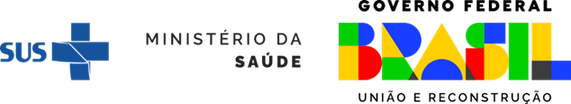 SUS
MINISTÉRIO DA
SAÚDE
GOVERNO FEDERAL
BRASIL
UNIÃO E RECONSTRUÇÃO